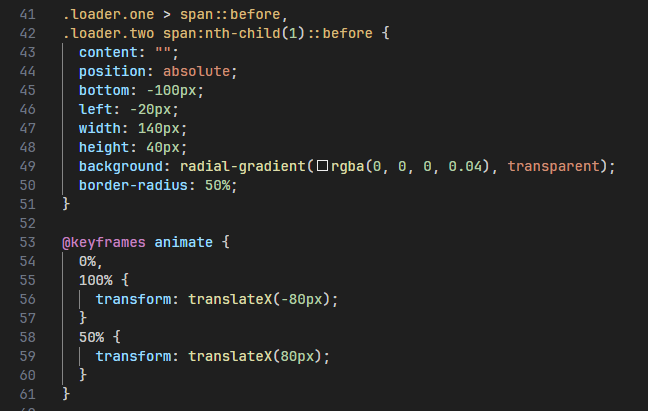 41 .loader.one > span::before,
42 .loader.two span:nth-child(1)::before {
43   content: "";
44   position: absolute;
45   bottom: -100px;
46   left: -20px;
47   width: 140px;
48   height: 40px;
49   background: radial-gradient(rgba(0, 0, 0, 0.04), transparent);
50   border-radius: 50%;
51 }
52
53 @keyframes animate {
54   0%,
55   100% {
56     transform: translateX(-80px);
57   }
58   50% {
59     transform: translateX(80px);
60   }
61 }